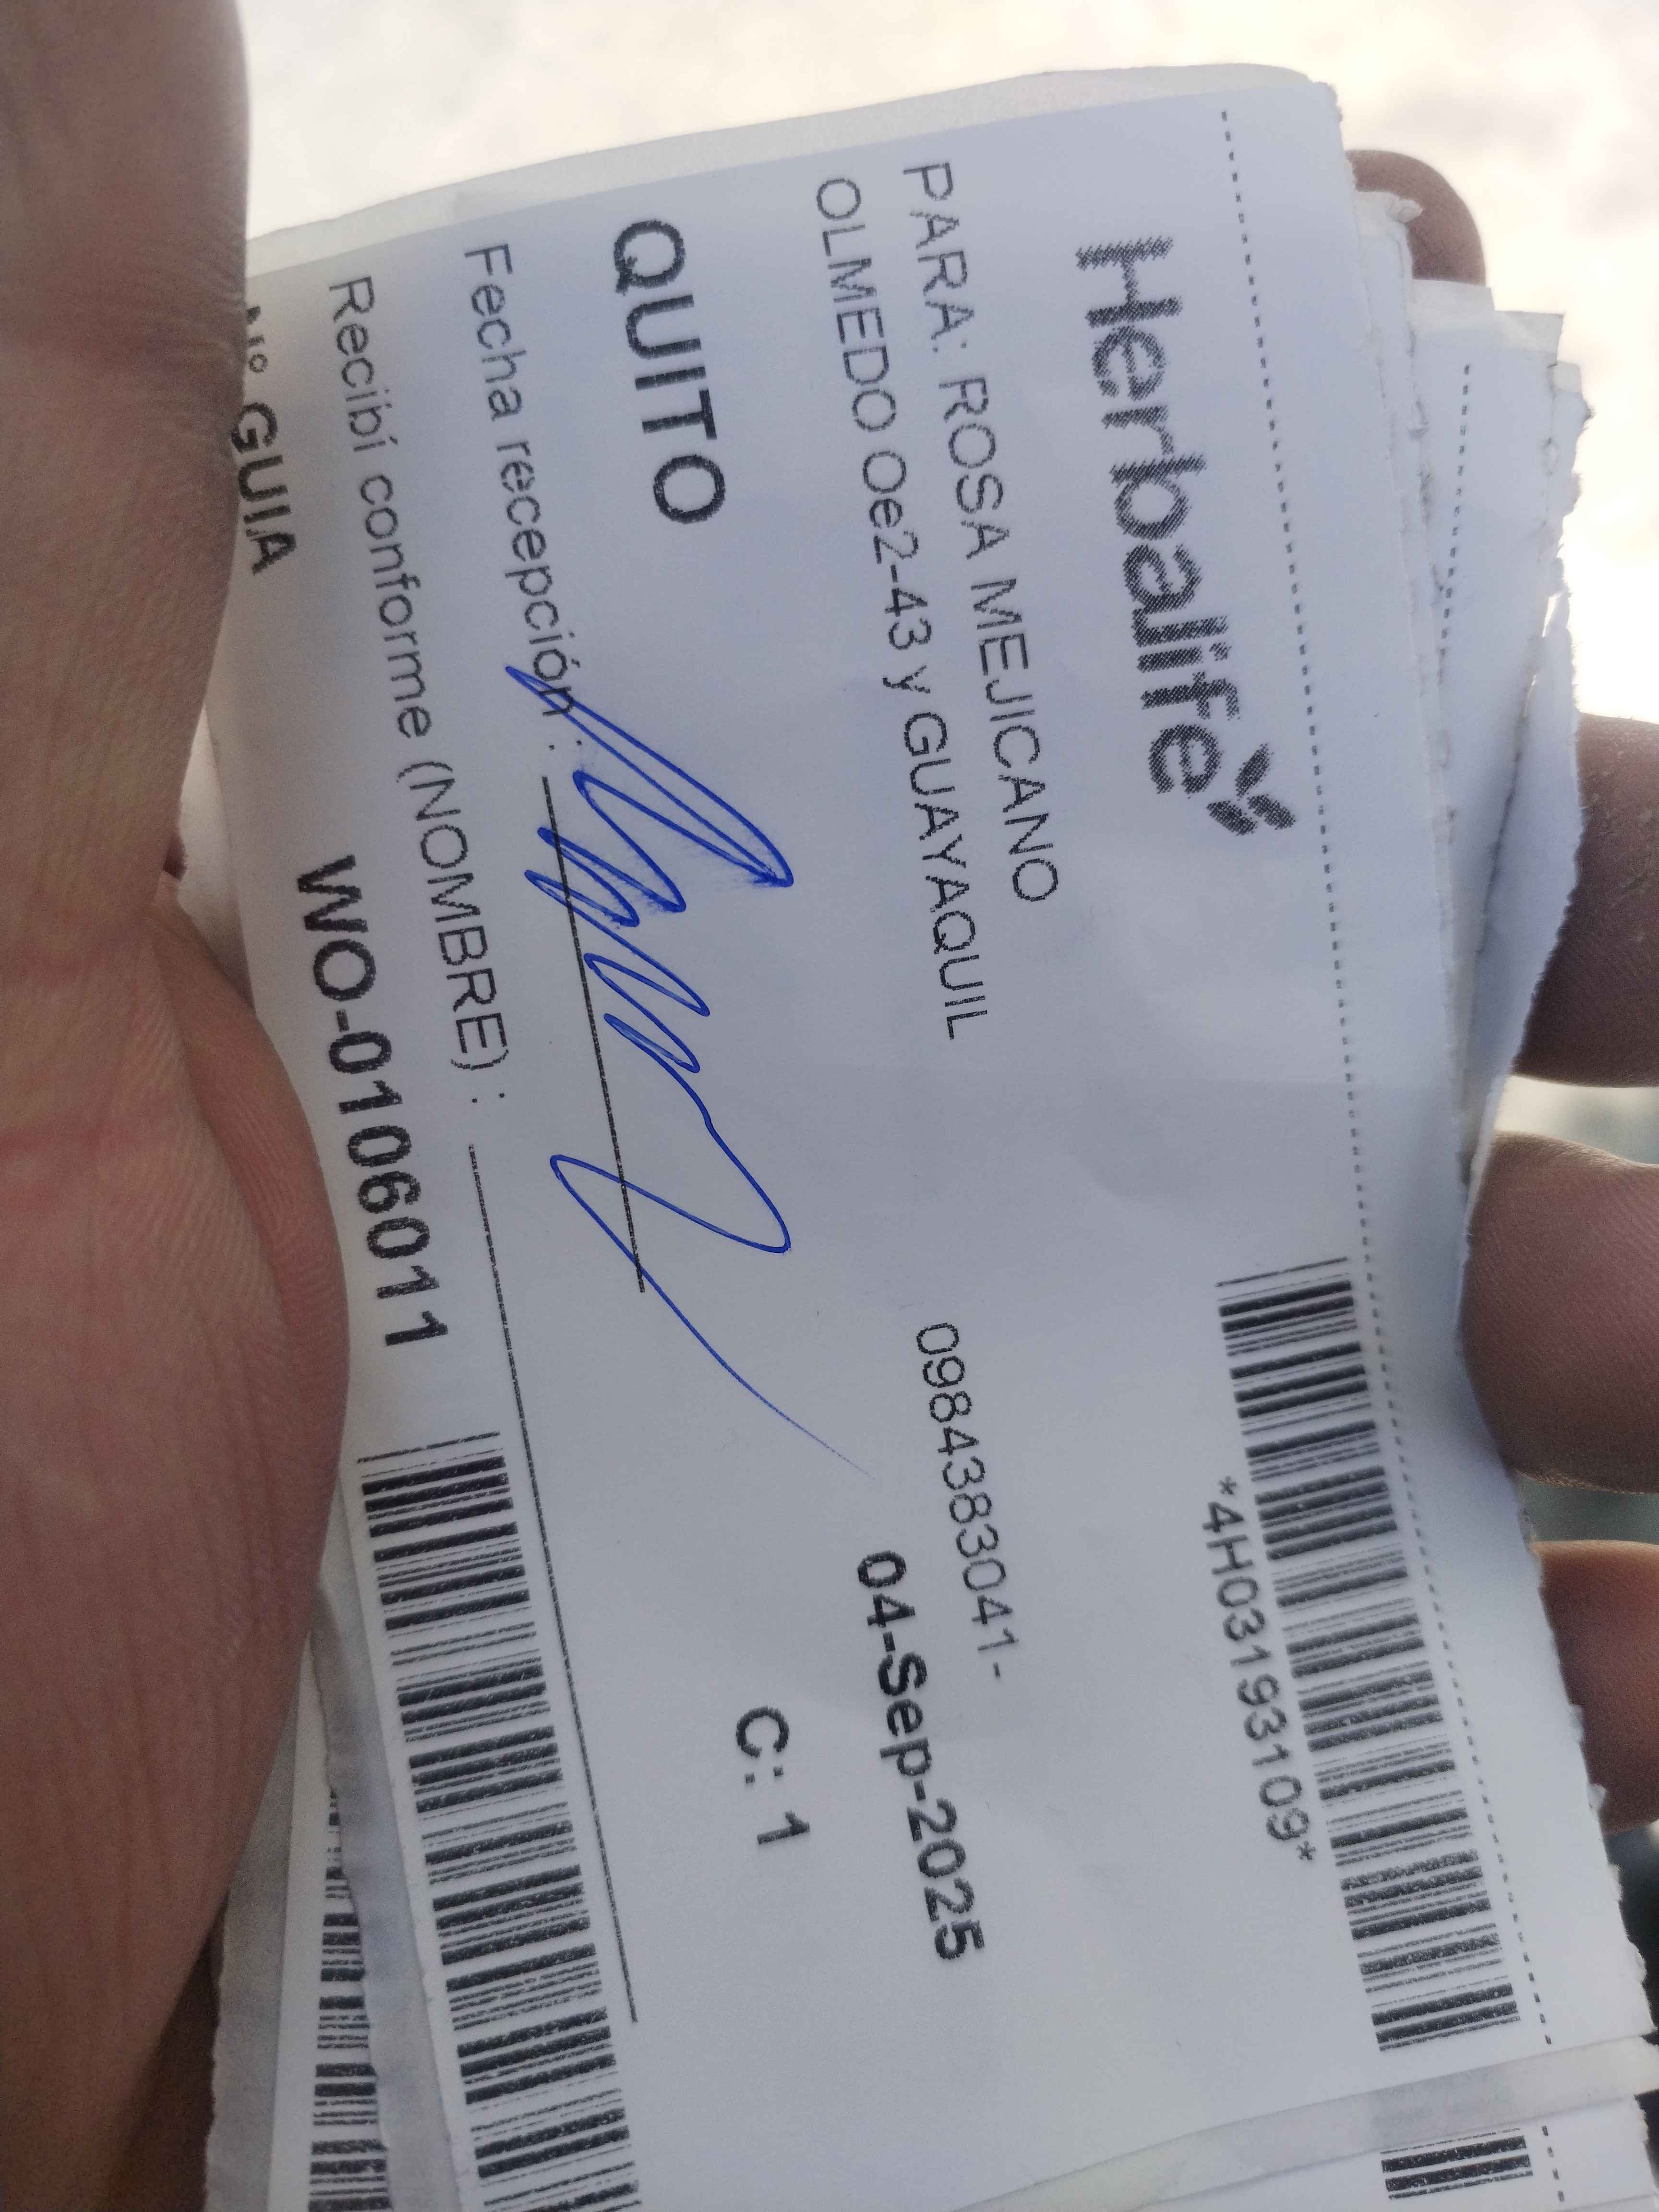 Herbalife
*4H03193109*
PARA: ROSA MEJICANO
OLMEDO Oe2-43 y GUAYAQUIL
0984383041-
04-Sep-2025
QUITO
C: 1
Fecha recepción :
Recibí conforme (NOMBRE) :
N° GUIA WO-0106011